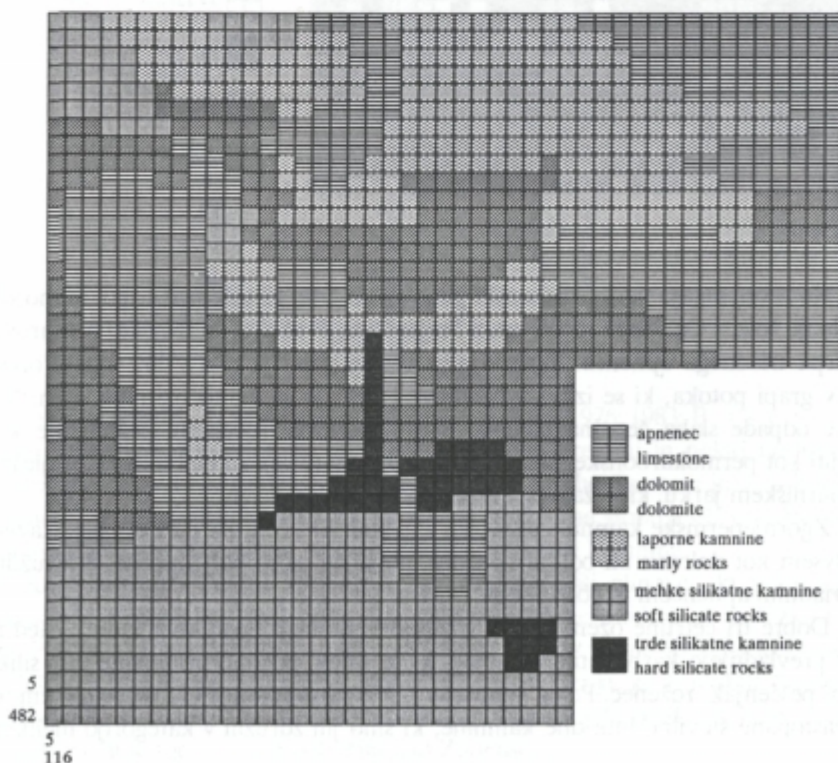 apnenec
limestone
dolomit
dolomite
laporne kamnine
marly rocks
mehke silikatne kamnine
soft silicate rocks
trde silikatne kamnine
hard silicate rocks
5
482
5
116